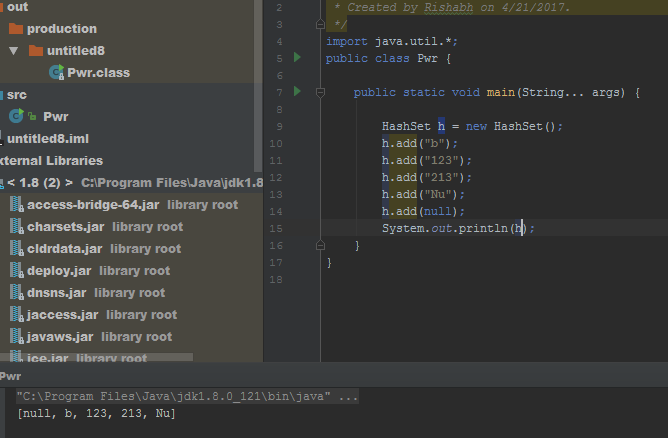 out
production
untitled8
Pwr.class
src
Pwr
untitled8.iml
xternal Libraries
< 1.8 (2) > C:\Program Files\Java\jdk1.8
access-bridge-64.jar library root
charsets.jar library root
cldrdata.jar library root
deploy.jar library root
dnsns.jar library root
jaccess.jar library root
javaws.jar library root
ice.jar library root
2 * Created by Rishabh on 4/21/2017.
3 */
4 import java.util.*;
5 public class Pwr {
6
7 public static void main(String... args) {
8
9 HashSet h = new HashSet();
10 h.add("b");
11 h.add("123");
12 h.add("213");
13 h.add("Nu");
14 h.add(null);
15 System.out.println(h);
16 }
17 }
18
Pwr
"C:\Program Files\Java\jdk1.8.0_121\bin\java" ...
[null, b, 123, 213, Nu]